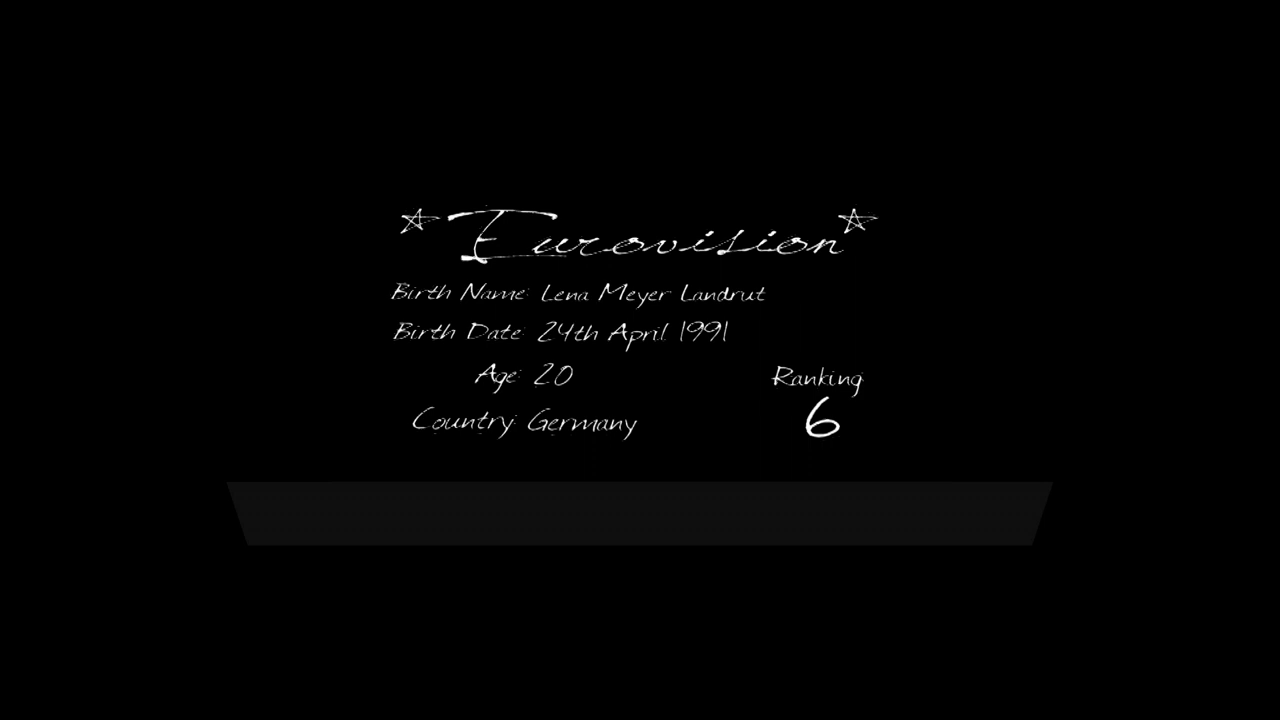 Eurovision
Birth Name: Lena Meyer Landrut
Birth Date: 24th April 1991
Age: 20
Country: Germany
Ranking
6